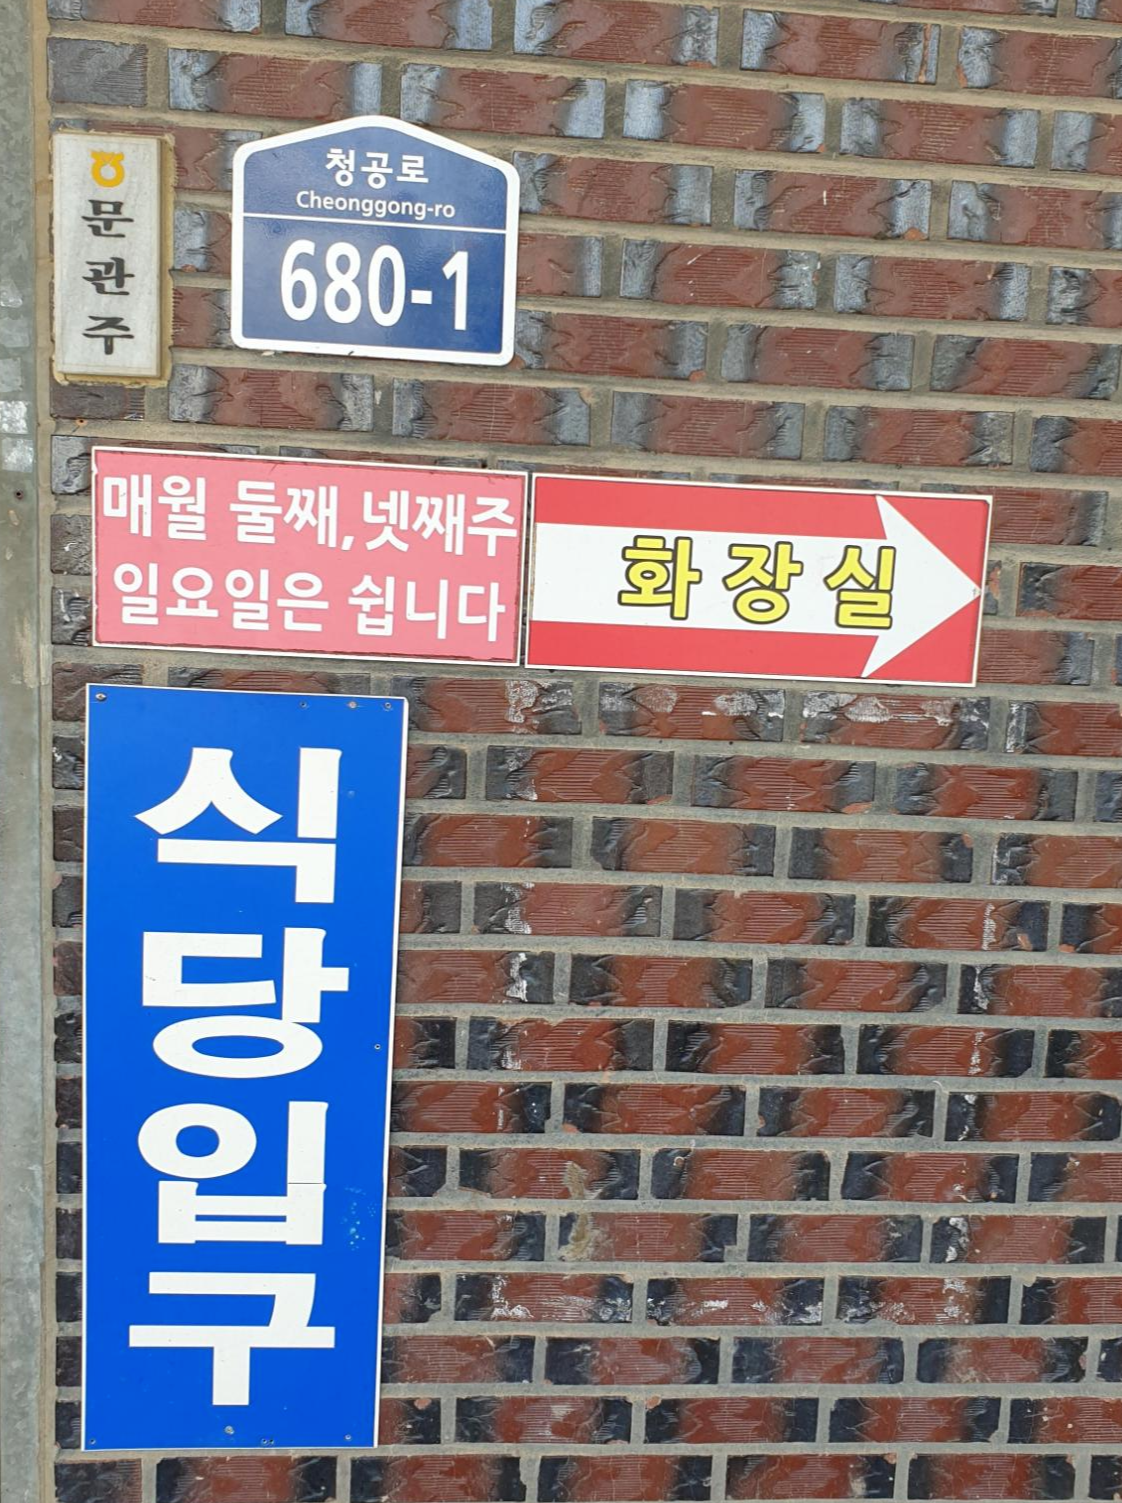 문관주
청공로
Cheonggong-ro
680-1
매월 둘째,넷째주
일요일은 쉽니다
화장실
식당입구